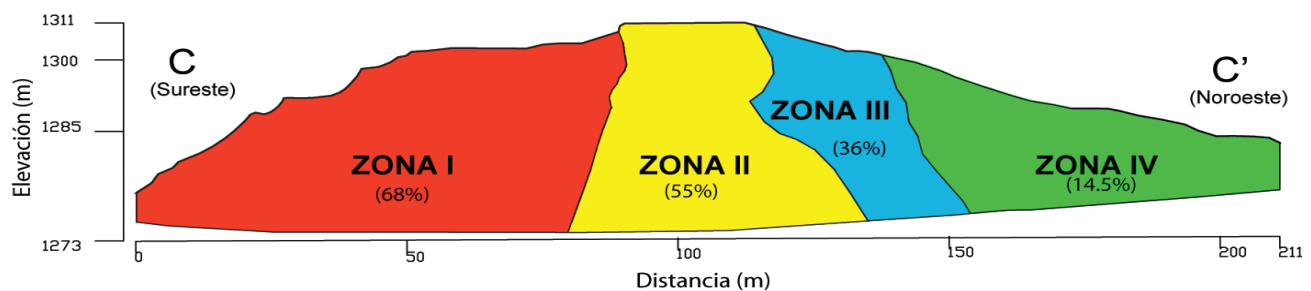 1311
1300
1285
1273
Elevación (m)
C
(Sureste)
C’
(Noroeste)
ZONA I
(68%)
ZONA II
(55%)
ZONA III
(36%)
ZONA IV
(14.5%)
0
50
100
150
200
211
Distancia (m)